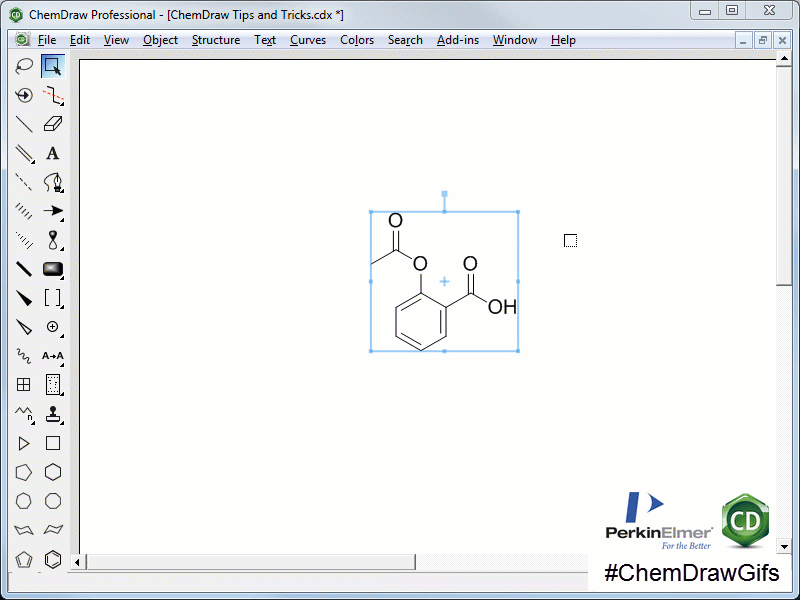 ChemDraw Professional - [ChemDraw Tips and Tricks.cdx *]
File Edit View Object Structure Text Curves Colors Search Add-ins Window Help
A
A→A
n
O
O O
OH
CD
PerkinElmer
For the Better
#ChemDrawGifs